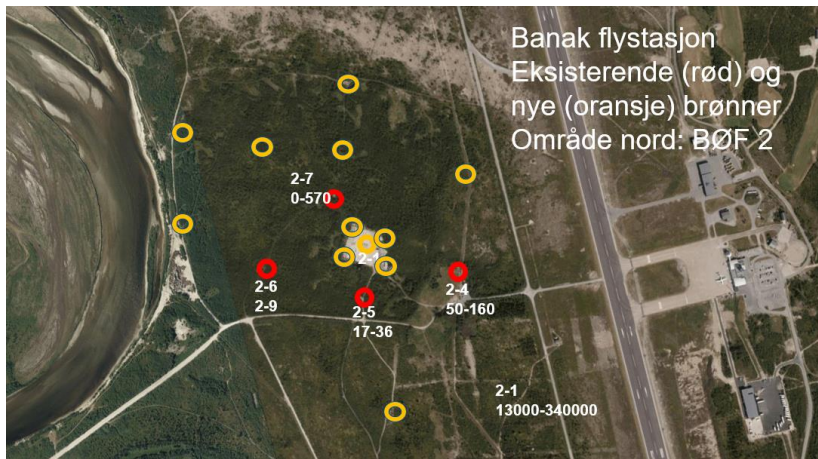 Banak flystasjon
Eksisterende (rød) og
nye (oransje) brønner
Område nord: BØF 2
2-7
0-570
2-1
2-6
2-9
2-5
17-36
2-4
50-160
2-1
13000-340000